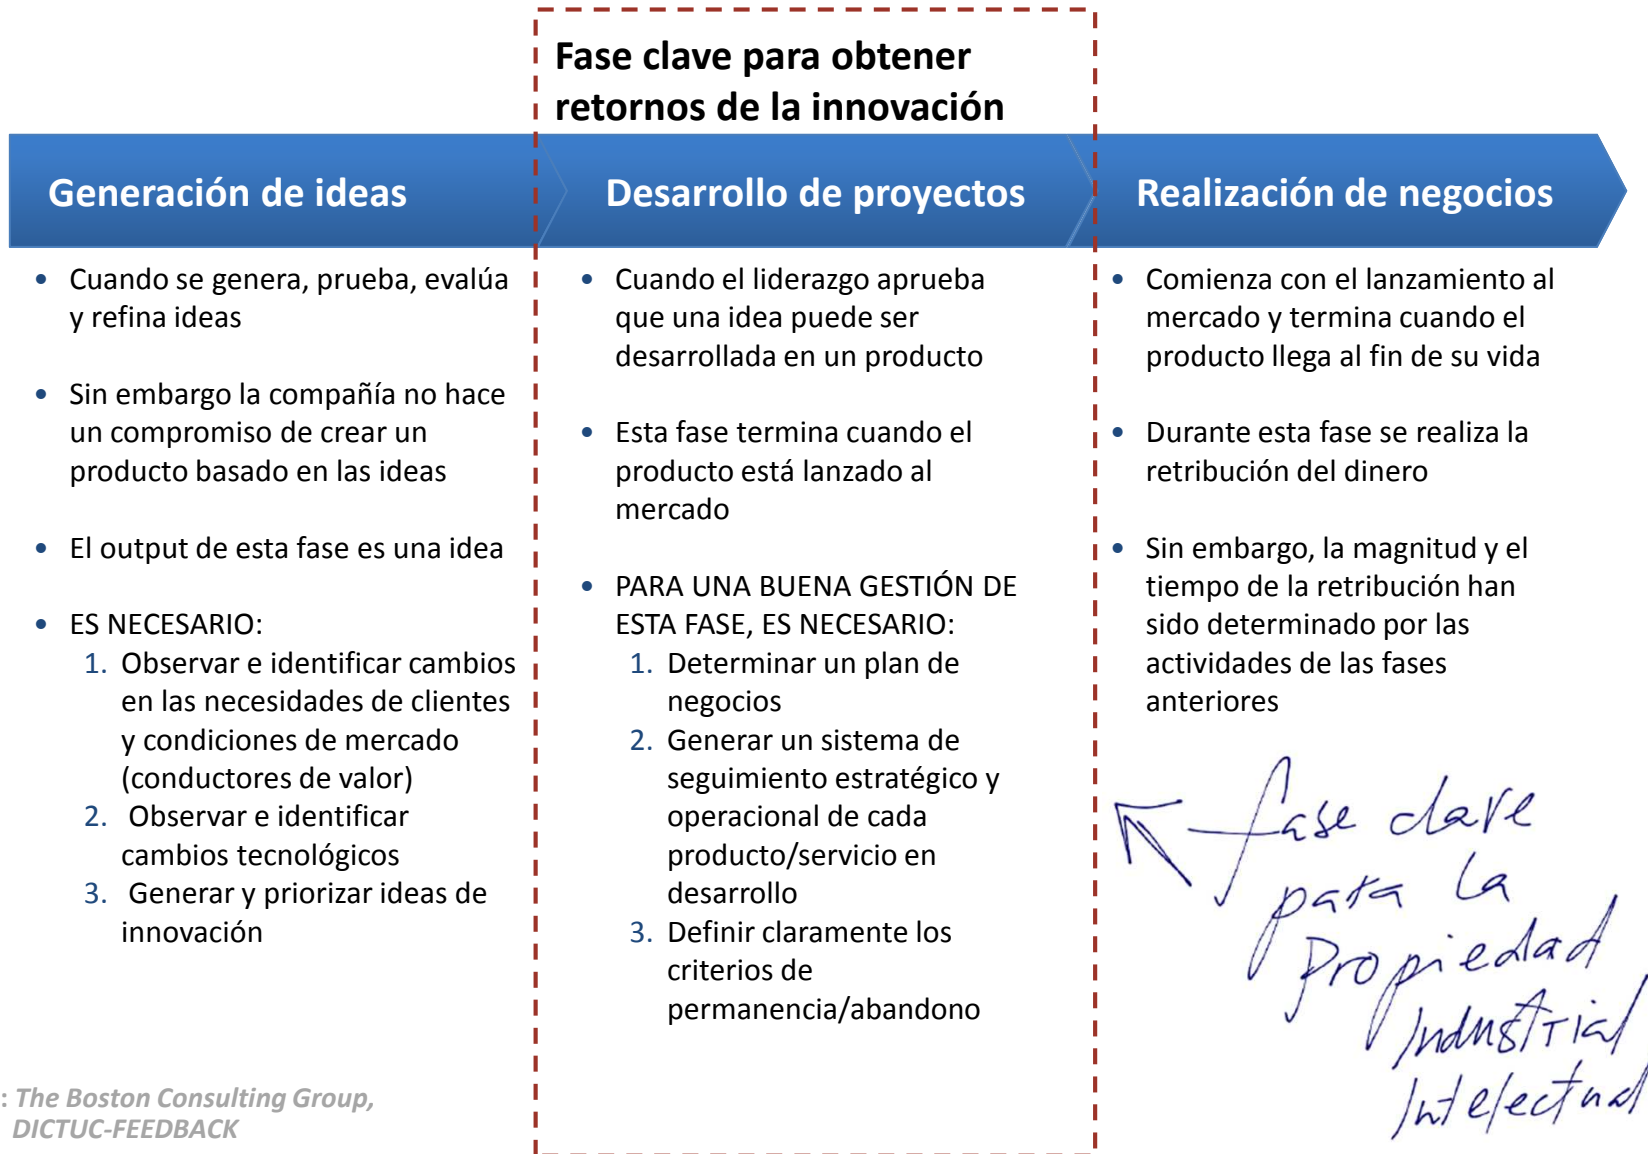 Fase clave para obtener
retornos de la innovación
Generación de ideas
Desarrollo de proyectos
Realización de negocios
• Cuando se genera, prueba, evalúa
y refina ideas
• Sin embargo la compañía no hace
un compromiso de crear un
producto basado en las ideas
• El output de esta fase es una idea
• ES NECESARIO:
1. Observar e identificar cambios
en las necesidades de clientes
y condiciones de mercado
(conductores de valor)
2. Observar e identificar
cambios tecnológicos
3. Generar y priorizar ideas de
innovación
• Cuando el liderazgo aprueba
que una idea puede ser
desarrollada en un producto
• Esta fase termina cuando el
producto está lanzado al
mercado
• PARA UNA BUENA GESTIÓN DE
ESTA FASE, ES NECESARIO:
1. Determinar un plan de
negocios
2. Generar un sistema de
seguimiento estratégico y
operacional de cada
producto/servicio en
desarrollo
3. Definir claramente los
criterios de
permanencia/abandono
• Comienza con el lanzamiento al
mercado y termina cuando el
producto llega al fin de su vida
• Durante esta fase se realiza la
retribución del dinero
• Sin embargo, la magnitud y el
tiempo de la retribución han
sido determinado por las
actividades de las fases
anteriores
fase clave
para la
Propiedad
Industrial
Intelectual
: The Boston Consulting Group,
DICTUC-FEEDBACK